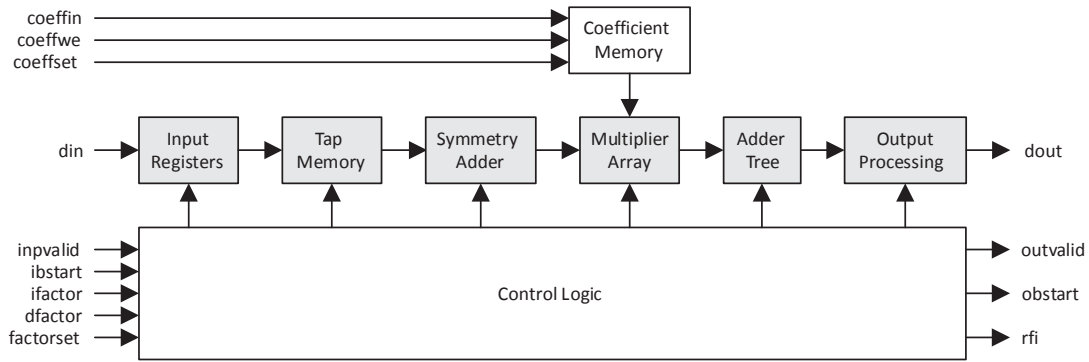 coeffin
coeffwe
coeffset
Coefficient
Memory
din
Input
Registers
Tap
Memory
Symmetry
Adder
Multiplier
Array
Adder
Tree
Output
Processing
dout
inpvalid
ibstart
ifactor
dfactor
factorset
Control Logic
outvalid
obstart
rfi